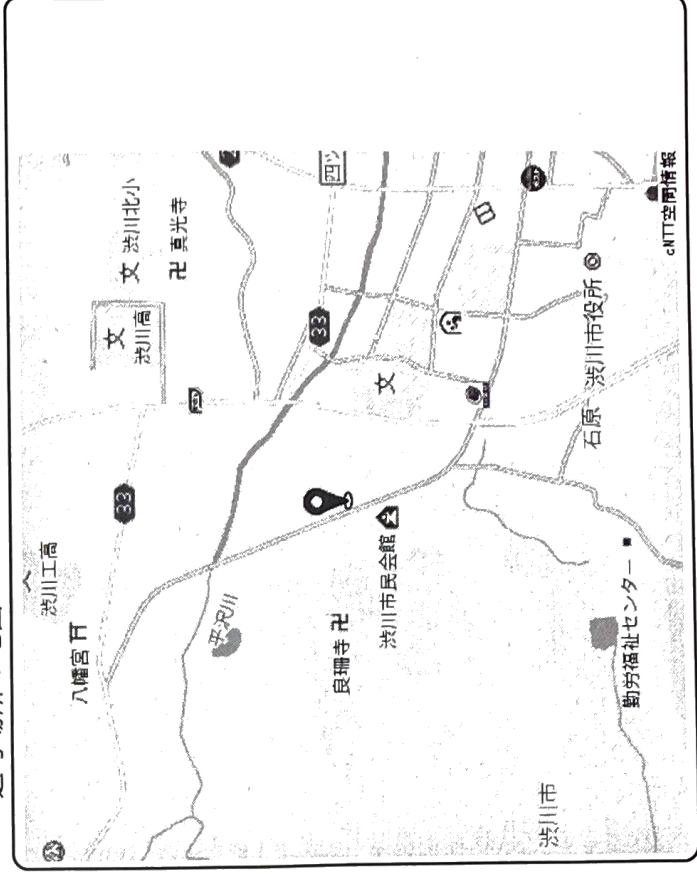 渋川工高
八幡宮
33
渋川高
文
文 渋川北小
真光寺
33
四ツ
平沢川
良珊寺
渋川市民会館
文
石原
渋川市役所
勤労福祉センター
渋川市
NTT空間情報